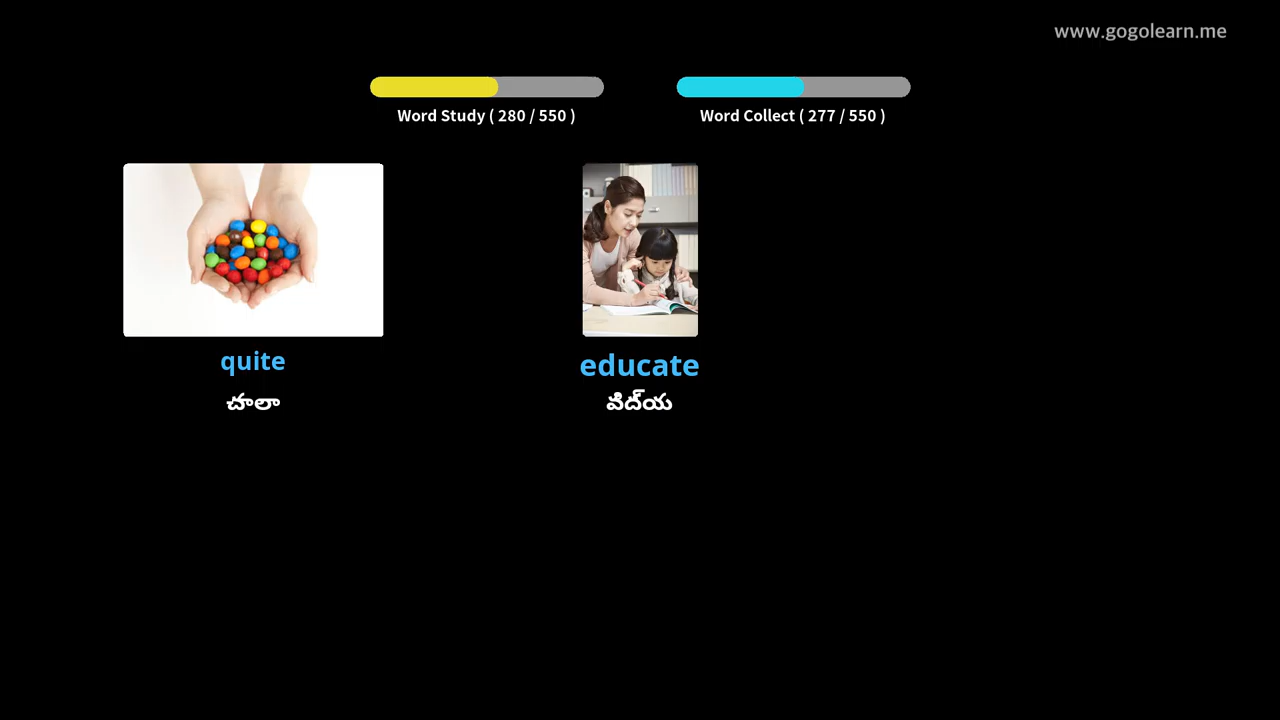 www.gogolearn.me
Word Study ( 280 / 550 )
Word Collect ( 277 / 550 )
quite
చాలా
educate
విద్య